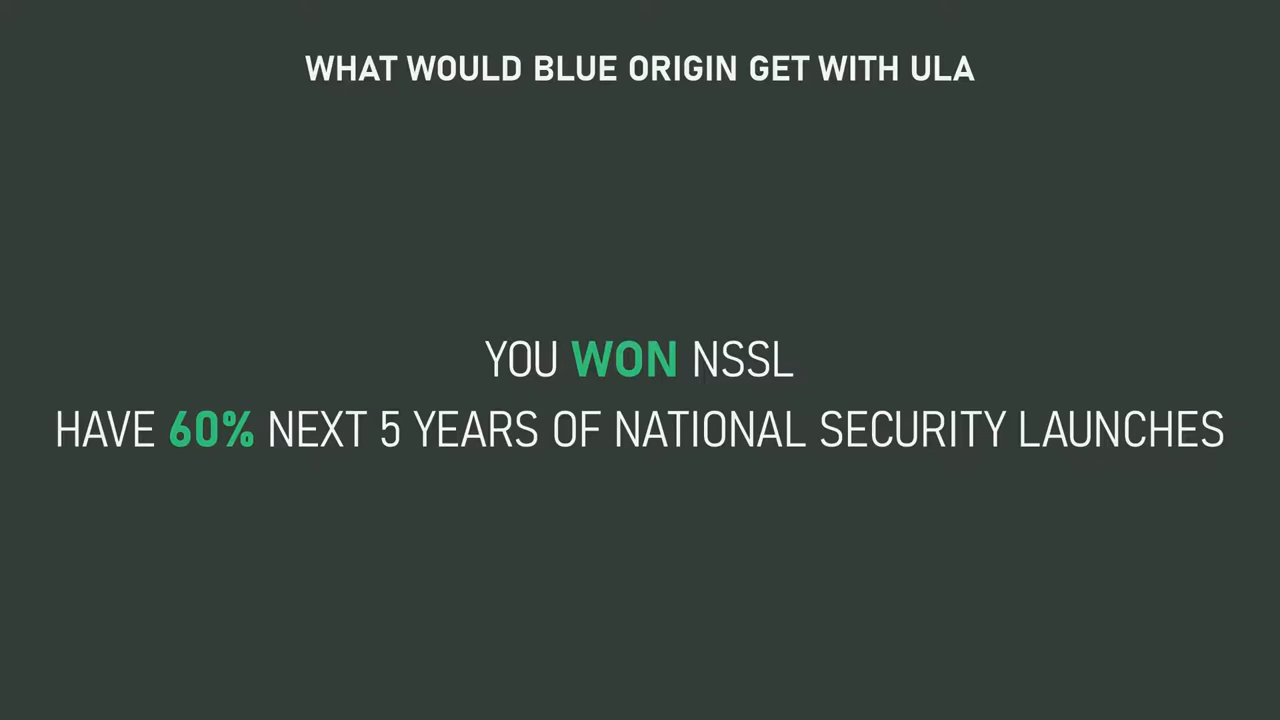 WHAT WOULD BLUE ORIGIN GET WITH ULA
YOU WON NSSL
HAVE 60% NEXT 5 YEARS OF NATIONAL SECURITY LAUNCHES